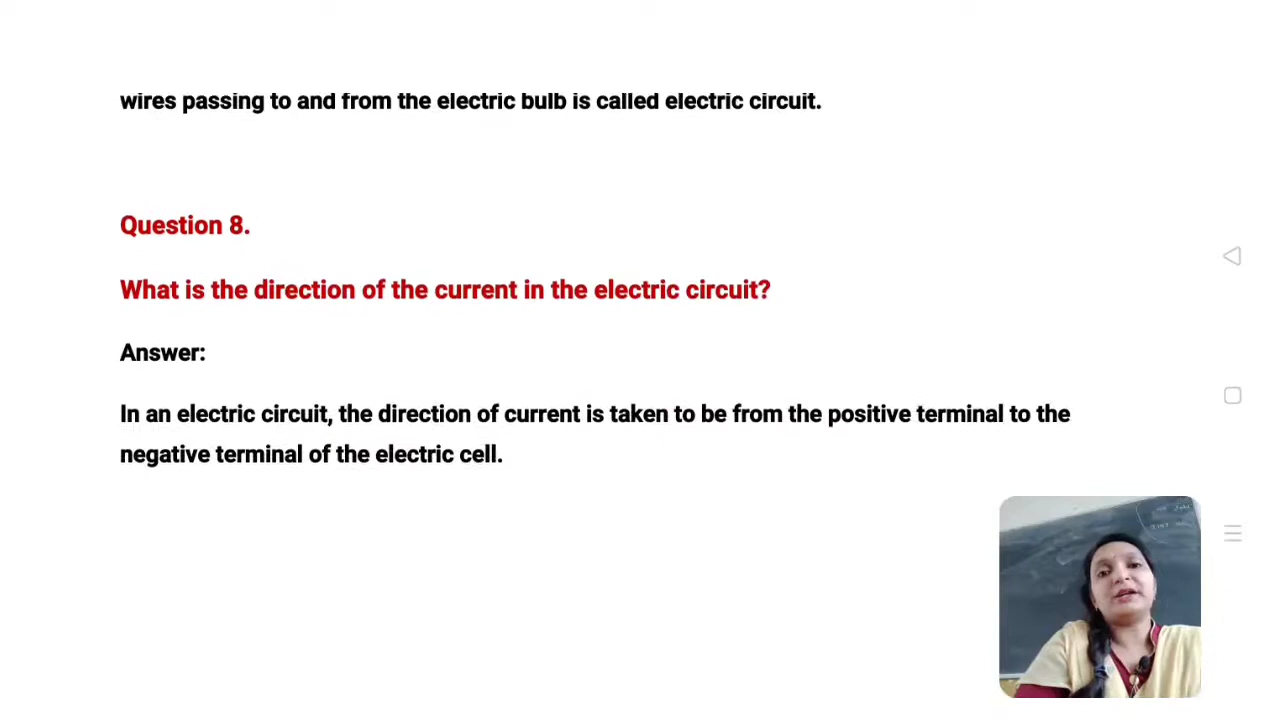 wires passing to and from the electric bulb is called electric circuit.
Question 8.
What is the direction of the current in the electric circuit?
Answer:
In an electric circuit, the direction of current is taken to be from the positive terminal to the
negative terminal of the electric cell.